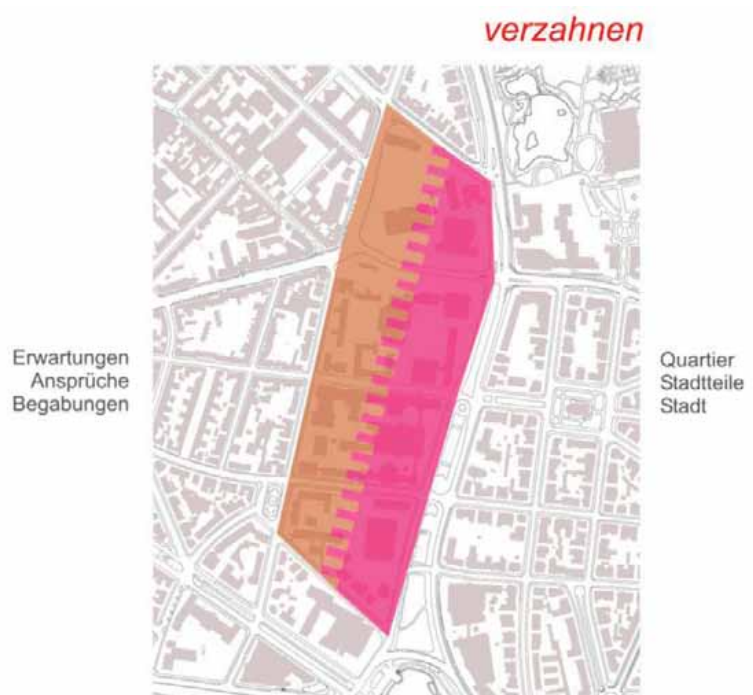 verzahnen
Erwartungen
Ansprüche
Begabungen
Quartier
Stadtteile
Stadt